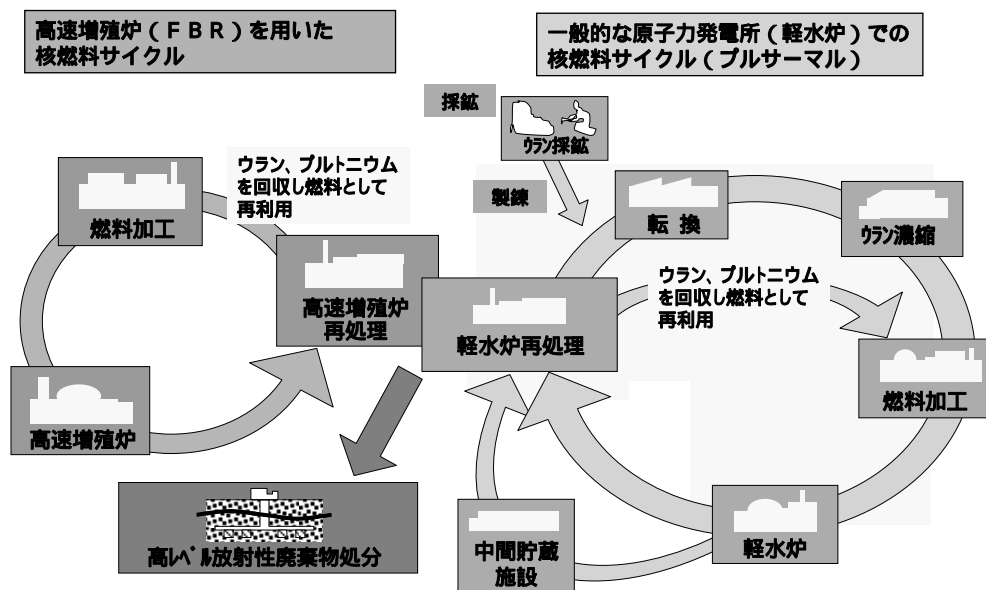 高速増殖炉(FBR)を用いた
核燃料サイクル
一般的な原子力発電所(軽水炉)での
核燃料サイクル(プルサーマル)
採鉱
ウラン採鉱
製錬
転 換
ウラン濃縮
ウラン、プルトニウム
を回収し燃料として
再利用
燃料加工
高速増殖炉
再処理
軽水炉再処理
ウラン、プルトニウム
を回収し燃料として
再利用
燃料加工
高速増殖炉
高レベル放射性廃棄物処分
中間貯蔵
施設
軽水炉